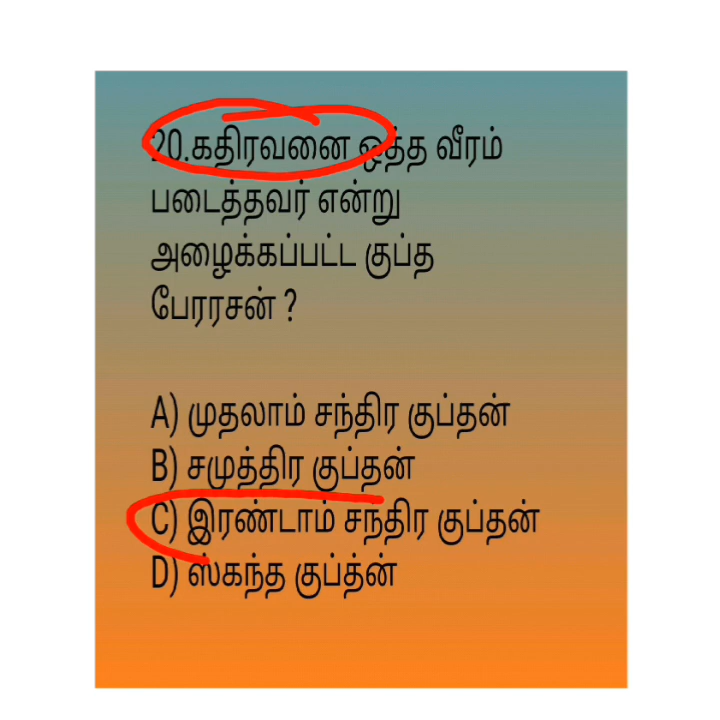 20.கதிரவனை ஒத்த வீரம்
படைத்தவர் என்று
அழைக்கப்பட்ட குப்த
பேரரசன் ?
A) முதலாம் சந்திர குப்தன்
B) சமுத்திர குப்தன்
C) இரண்டாம் சந்திர குப்தன்
D) ஸ்கந்த குப்த்ன்